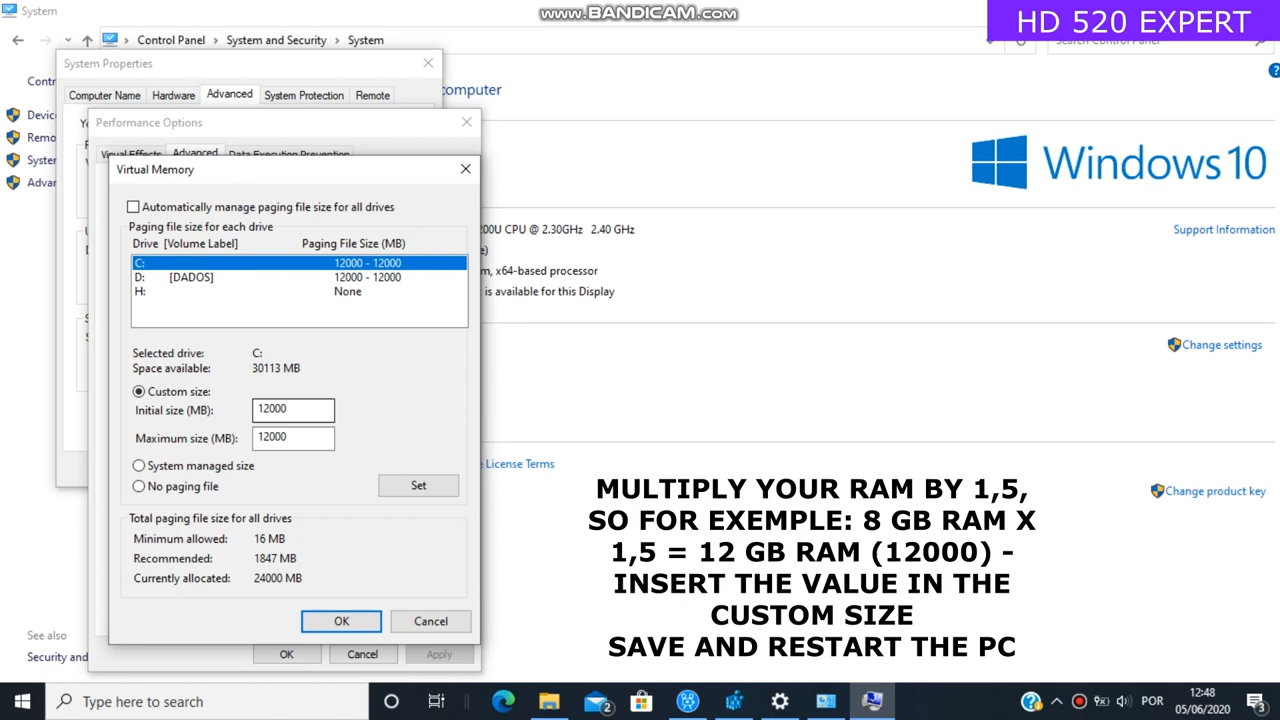 System
www.BANDICAM.com
HD 520 EXPERT
Control Panel
System and Security
System
Search Control Panel
System Properties
Computer Name
Hardware
Advanced
System Protection
Remote
computer
Performance Options
Virtual Effects
Advanced
Data Execution Prevention
Virtual Memory
Automatically manage paging file size for all drives
Paging file size for each drive
Drive [Volume Label]
Paging File Size (MB)
C:
12000 - 12000
D:
[DADOS]
12000 - 12000
H:
None
Selected drive:
C:
Space available:
30113 MB
Custom size:
Initial size (MB):
12000
Maximum size (MB):
12000
System managed size
No paging file
Set
Total paging file size for all drives
Minimum allowed:
16 MB
Recommended:
1847 MB
Currently allocated:
24000 MB
OK
Cancel
OK
Cancel
Apply
Windows 10
00U CPU @ 2.30GHz 2.40 GHz
m, x64-based processor
is available for this Display
Support Information
Change settings
License Terms
Change product key
MULTIPLY YOUR RAM BY 1,5,
SO FOR EXEMPLE: 8 GB RAM X
1,5 = 12 GB RAM (12000) -
INSERT THE VALUE IN THE
CUSTOM SIZE
SAVE AND RESTART THE PC
See also
Security and
Type here to search
2
POR
12:48
05/06/2020
3